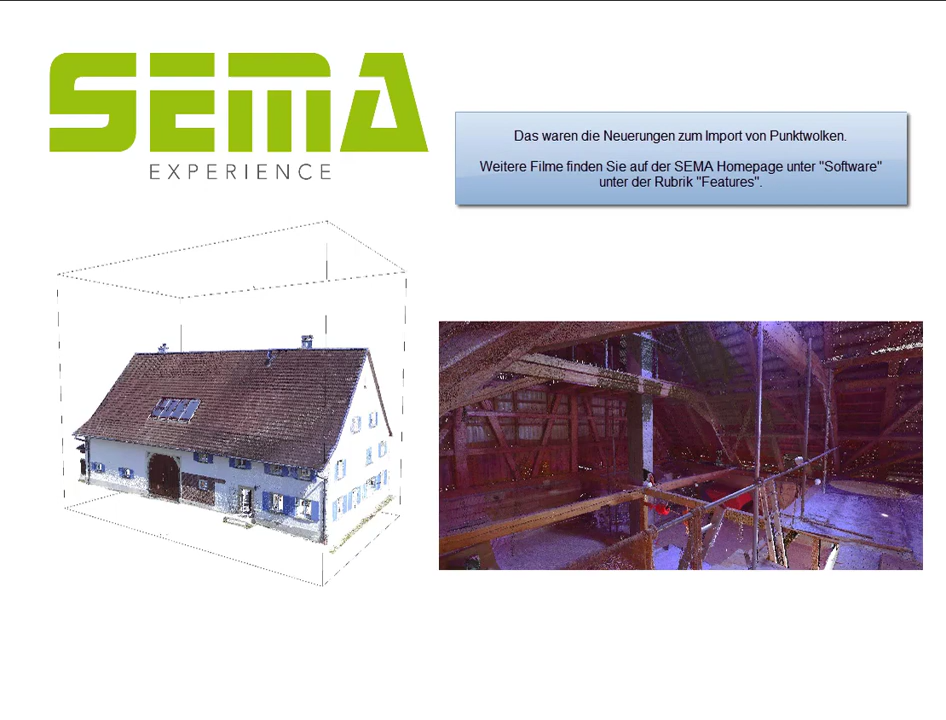 SEMA
EXPERIENCE
Das waren die Neuerungen zum Import von Punktwolken.
Weitere Filme finden Sie auf der SEMA Homepage unter "Software"
unter der Rubrik "Features".